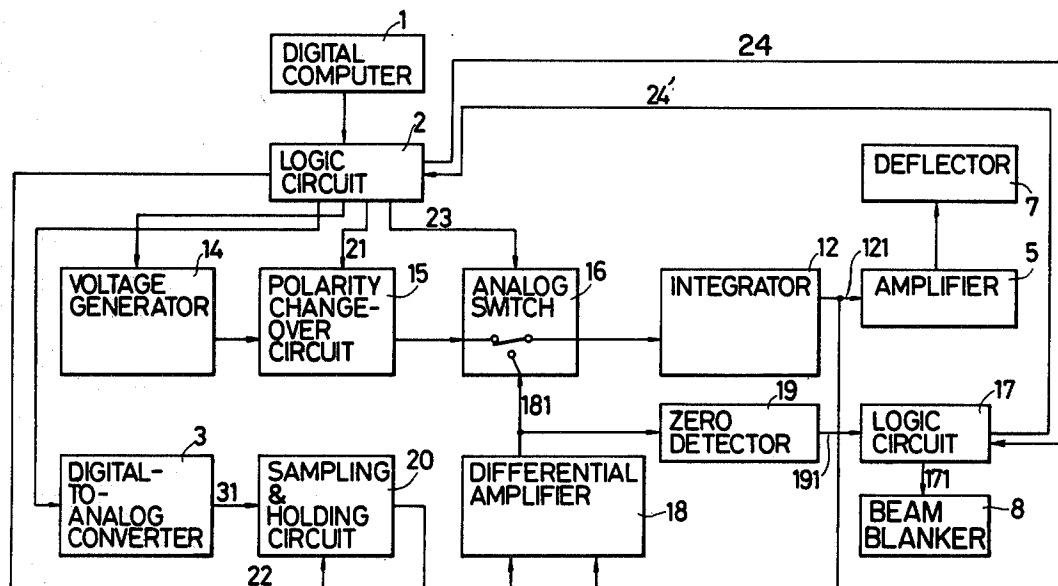 1
DIGITAL
COMPUTER
24
24'
2
LOGIC
CIRCUIT
DEFLECTOR
7
23
21
14
VOLTAGE
GENERATOR
15
POLARITY
CHANGE-
OVER
CIRCUIT
16
ANALOG
SWITCH
12
INTEGRATOR
121
5
AMPLIFIER
181
19
ZERO
DETECTOR
191
17
LOGIC
CIRCUIT
171
3
DIGITAL-
TO-
ANALOG
CONVERTER
31
20
SAMPLING
&
HOLDING
CIRCUIT
DIFFERENTIAL
AMPLIFIER
18
8
BEAM
BLANKER
22